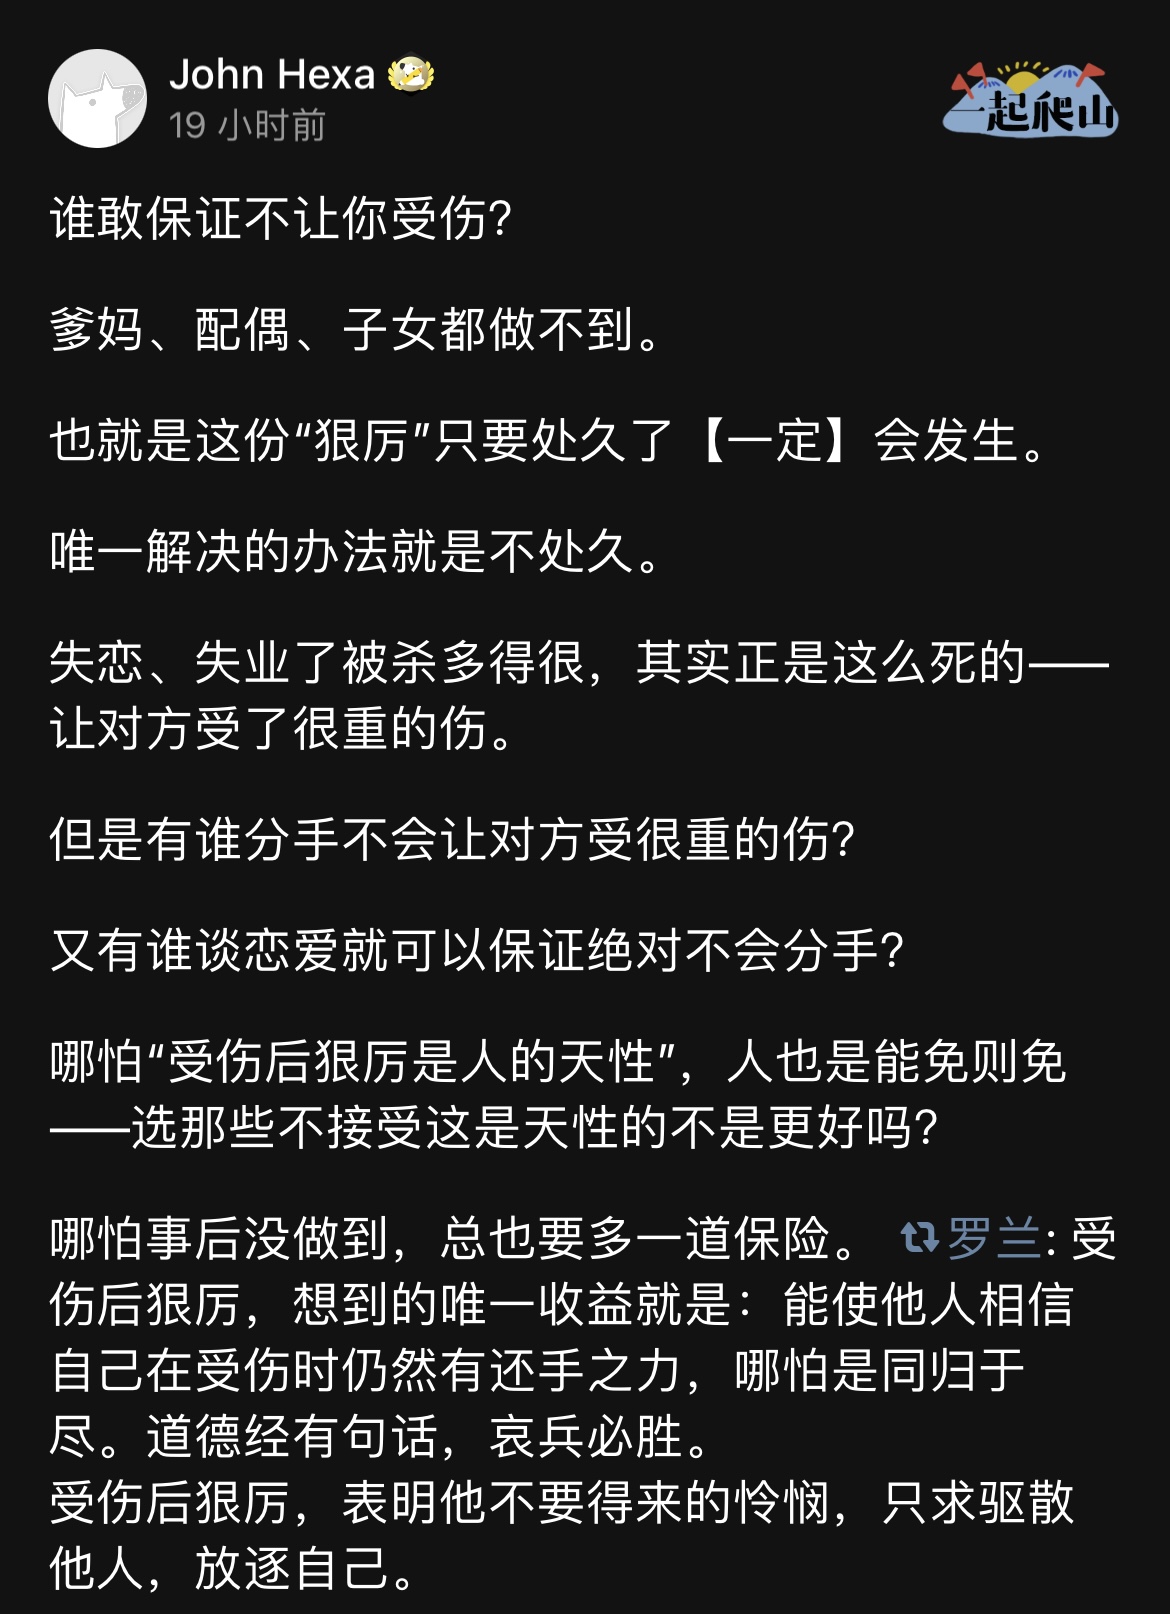 John Hexa
19 小时前
一起爬山
谁敢保证不让你受伤?
爹妈、配偶、子女都做不到。
也就是这份“狠厉”只要处久了【一定】会发生。
唯一解决的办法就是不处久。
失恋、失业了被杀多得很，其实正是这么死的——
让对方受了很重的伤。
但是有谁分手不会让对方受很重的伤?
又有谁谈恋爱就可以保证绝对不会分手?
哪怕“受伤后狠厉是人的天性”，人也是能免则免
——选那些不接受这是天性的不是更好吗?
哪怕事后没做到，总也要多一道保险。 罗兰: 受
伤后狠厉，想到的唯一收益就是：能使他人相信
自己在受伤时仍然有还手之力，哪怕是同归于
尽。道德经有句话，哀兵必胜。
受伤后狠厉，表明他不要得来的怜悯，只求驱散
他人，放逐自己。